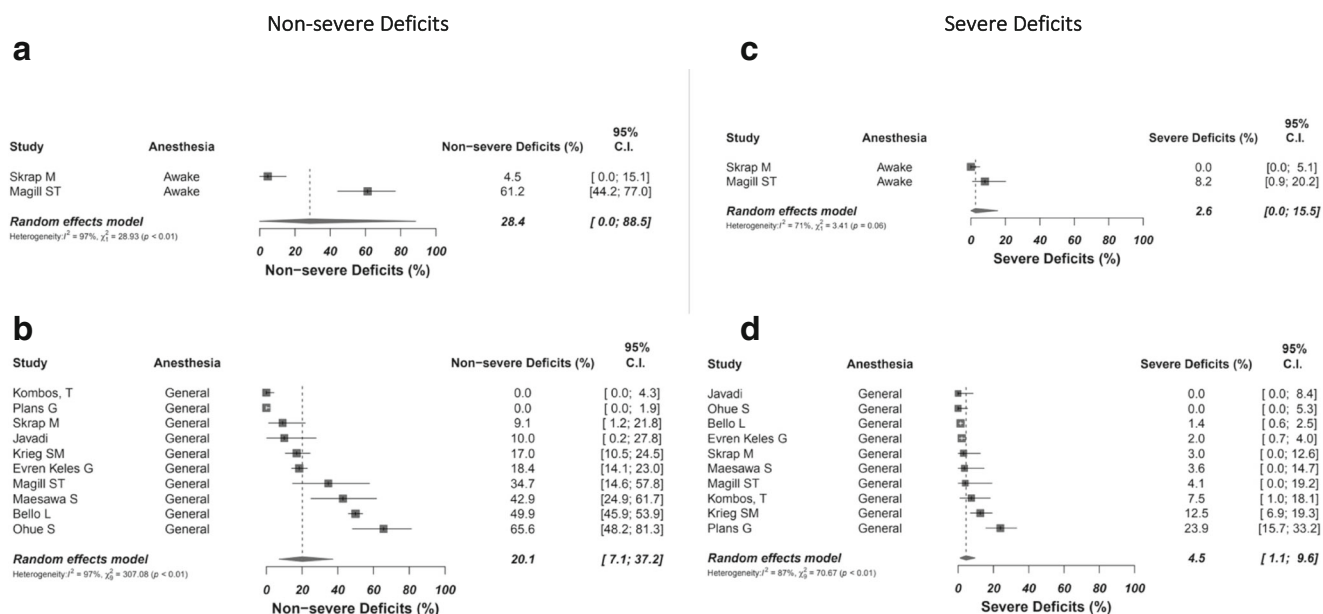 Non-severe Deficits
a
95%
Study Anesthesia Non−severe Deficits (%) C.I.
Skrap M Awake 4.5 [ 0.0; 15.1]
Magill ST Awake 61.2 [44.2; 77.0]
Random effects model 28.4 [ 0.0; 88.5]
Heterogeneity: I² = 97%, χ²₁ = 28.93 (p < 0.01)
0 20 40 60 80 100
Non−severe Deficits (%)
b
95%
Study Anesthesia Non−severe Deficits (%) C.I.
Kombos, T General 0.0 [ 0.0; 4.3]
Plans G General 0.0 [ 0.0; 1.9]
Skrap M General 9.1 [ 1.2; 21.8]
Javadi General 10.0 [ 0.2; 27.8]
Krieg SM General 17.0 [10.5; 24.5]
Evren Keles G General 18.4 [14.1; 23.0]
Magill ST General 34.7 [14.6; 57.8]
Maesawa S General 42.9 [24.9; 61.7]
Bello L General 49.9 [45.9; 53.9]
Ohue S General 65.6 [48.2; 81.3]
Random effects model 20.1 [ 7.1; 37.2]
Heterogeneity: I² = 97%, χ²₉ = 307.08 (p < 0.01)
0 20 40 60 80 100
Non−severe Deficits (%)
Severe Deficits
c
95%
Study Anesthesia Severe Deficits (%) C.I.
Skrap M Awake 0.0 [0.0; 5.1]
Magill ST Awake 8.2 [0.9; 20.2]
Random effects model 2.6 [0.0; 15.5]
Heterogeneity: I² = 71%, χ²₁ = 3.41 (p = 0.06)
0 20 40 60 80 100
Severe Deficits (%)
d
95%
Study Anesthesia Severe Deficits (%) C.I.
Javadi General 0.0 [ 0.0; 8.4]
Ohue S General 0.0 [ 0.0; 5.3]
Bello L General 1.4 [ 0.6; 2.5]
Evren Keles G General 2.0 [ 0.7; 4.0]
Skrap M General 3.0 [ 0.0; 12.6]
Maesawa S General 3.6 [ 0.0; 14.7]
Magill ST General 4.1 [ 0.0; 19.2]
Kombos, T General 7.5 [ 1.0; 18.1]
Krieg SM General 12.5 [ 6.9; 19.3]
Plans G General 23.9 [15.7; 33.2]
Random effects model 4.5 [ 1.1; 9.6]
Heterogeneity: I² = 87%, χ²₉ = 70.67 (p < 0.01)
0 20 40 60 80 100
Severe Deficits (%)